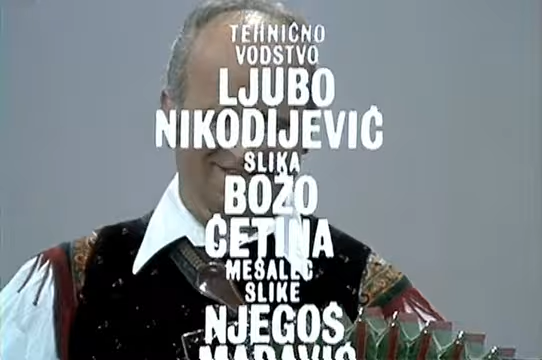 TEHNIČNO
VODSTVO
LJUBO
NIKODIJEVIĆ
SLIKA
BOŽO
ČETINA
MEŠALEC
SLIKE
NJEGOŠ